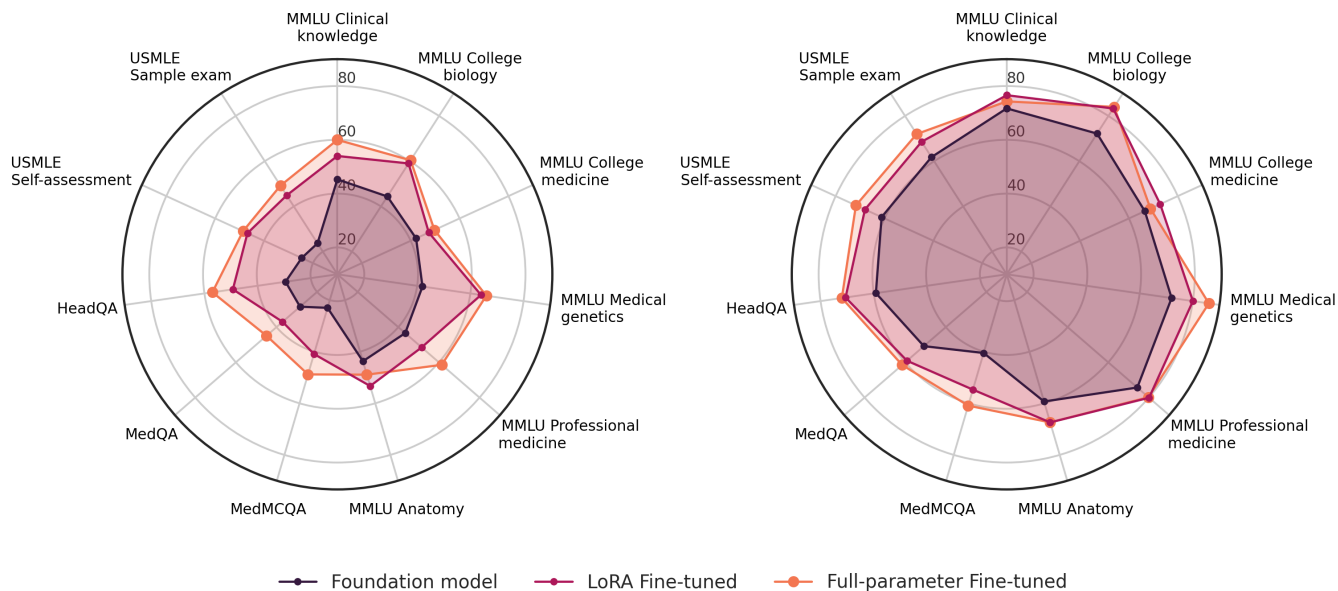 MMLU Clinical
knowledge
MMLU College
biology
MMLU College
medicine
MMLU Medical
genetics
MMLU Professional
medicine
MMLU Anatomy
MedMCQA
MedQA
HeadQA
USMLE
Self-assessment
USMLE
Sample exam
80
60
40
20
MMLU Clinical
knowledge
MMLU College
biology
MMLU College
medicine
MMLU Medical
genetics
MMLU Professional
medicine
MMLU Anatomy
MedMCQA
MedQA
HeadQA
USMLE
Self-assessment
USMLE
Sample exam
80
60
40
20
Foundation model
LoRA Fine-tuned
Full-parameter Fine-tuned